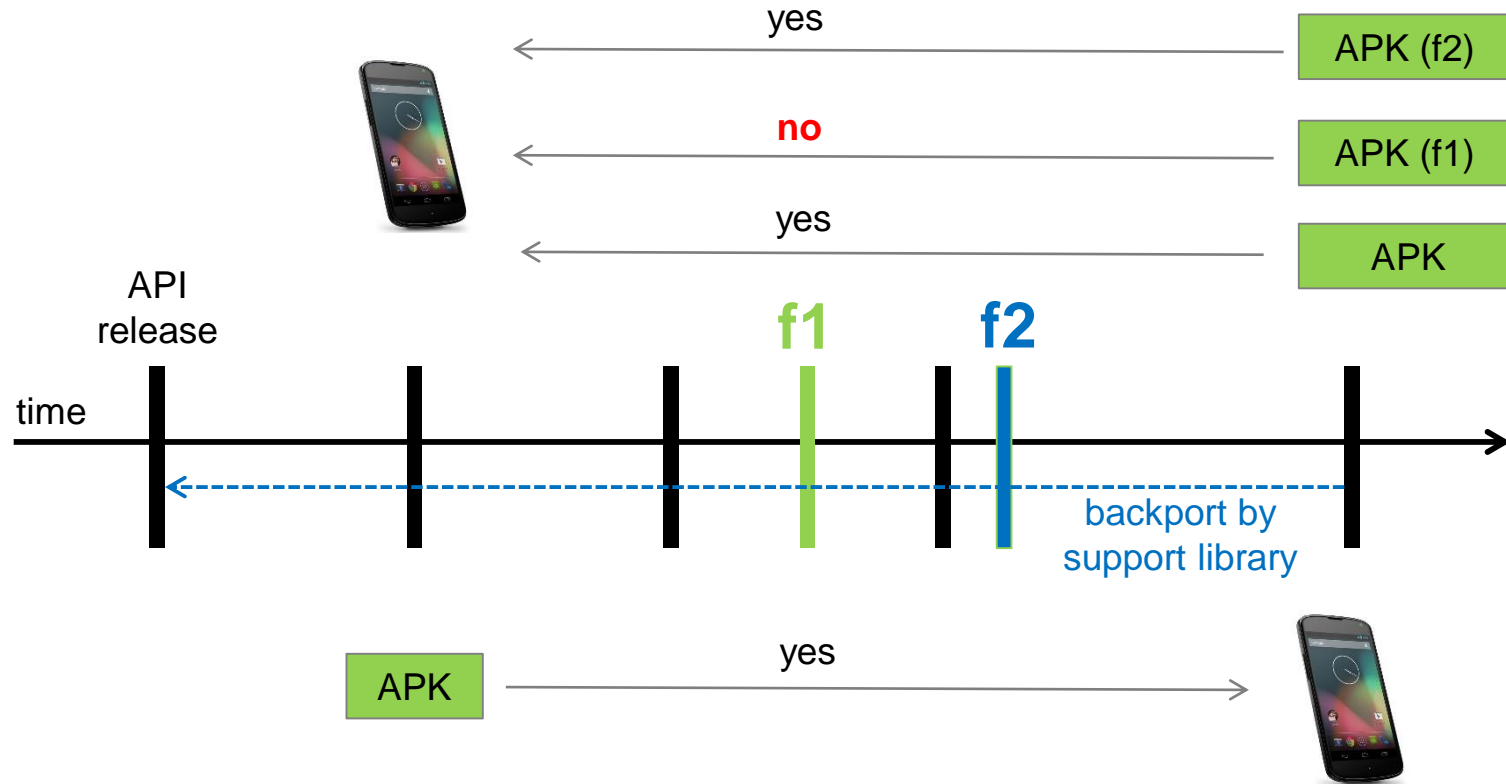 yes
APK (f2)
no
APK (f1)
yes
APK
API
release
f1
f2
time
backport by
support library
APK
yes